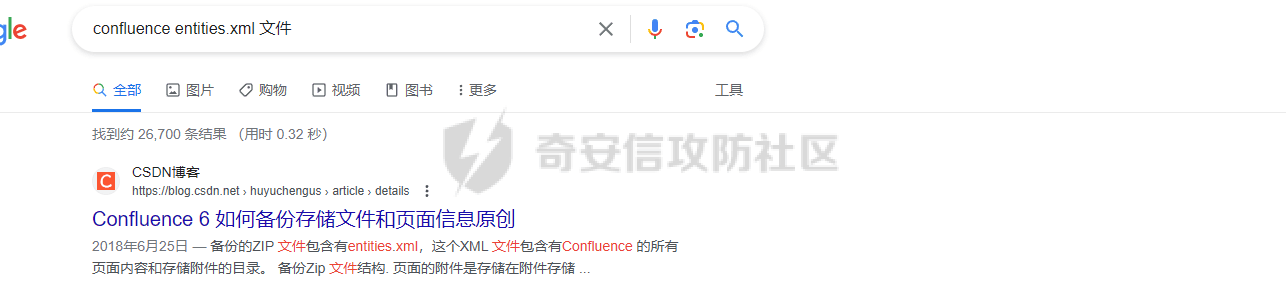 gle
confluence entities.xml 文件
全部 图片 购物 视频 图书 更多 工具
找到约 26,700 条结果 （用时 0.32 秒）
奇安信攻防社区
CSDN博客
https://blog.csdn.net › huyuchengus › article › details
Confluence 6 如何备份存储文件和页面信息原创
2018年6月25日 — 备份的ZIP 文件包含有entities.xml，这个XML 文件包含有Confluence 的所有
页面内容和存储附件的目录。 备份Zip 文件结构. 页面的附件是存储在附件存储 ...